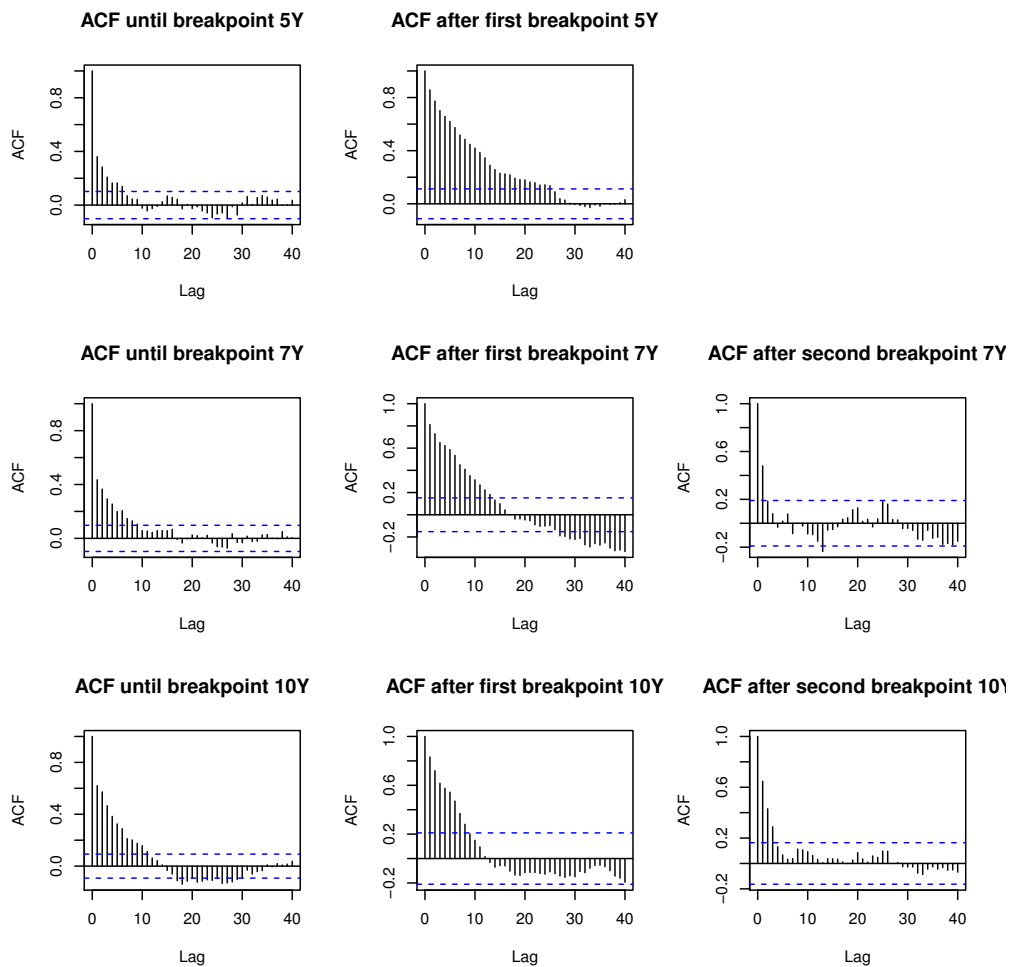 ACF until breakpoint 5Y
ACF
0.0 0.4 0.8
0 10 20 30 40
Lag
ACF after first breakpoint 5Y
ACF
0.0 0.4 0.8
0 10 20 30 40
Lag
ACF until breakpoint 7Y
ACF
0.0 0.4 0.8
0 10 20 30 40
Lag
ACF after first breakpoint 7Y
ACF
−0.2 0.2 0.6 1.0
0 10 20 30 40
Lag
ACF after second breakpoint 7Y
ACF
−0.2 0.2 0.6 1.0
0 10 20 30 40
Lag
ACF until breakpoint 10Y
ACF
0.0 0.4 0.8
0 10 20 30 40
Lag
ACF after first breakpoint 10Y
ACF
−0.2 0.2 0.6 1.0
0 10 20 30 40
Lag
ACF after second breakpoint 10Y
ACF
−0.2 0.2 0.6 1.0
0 10 20 30 40
Lag